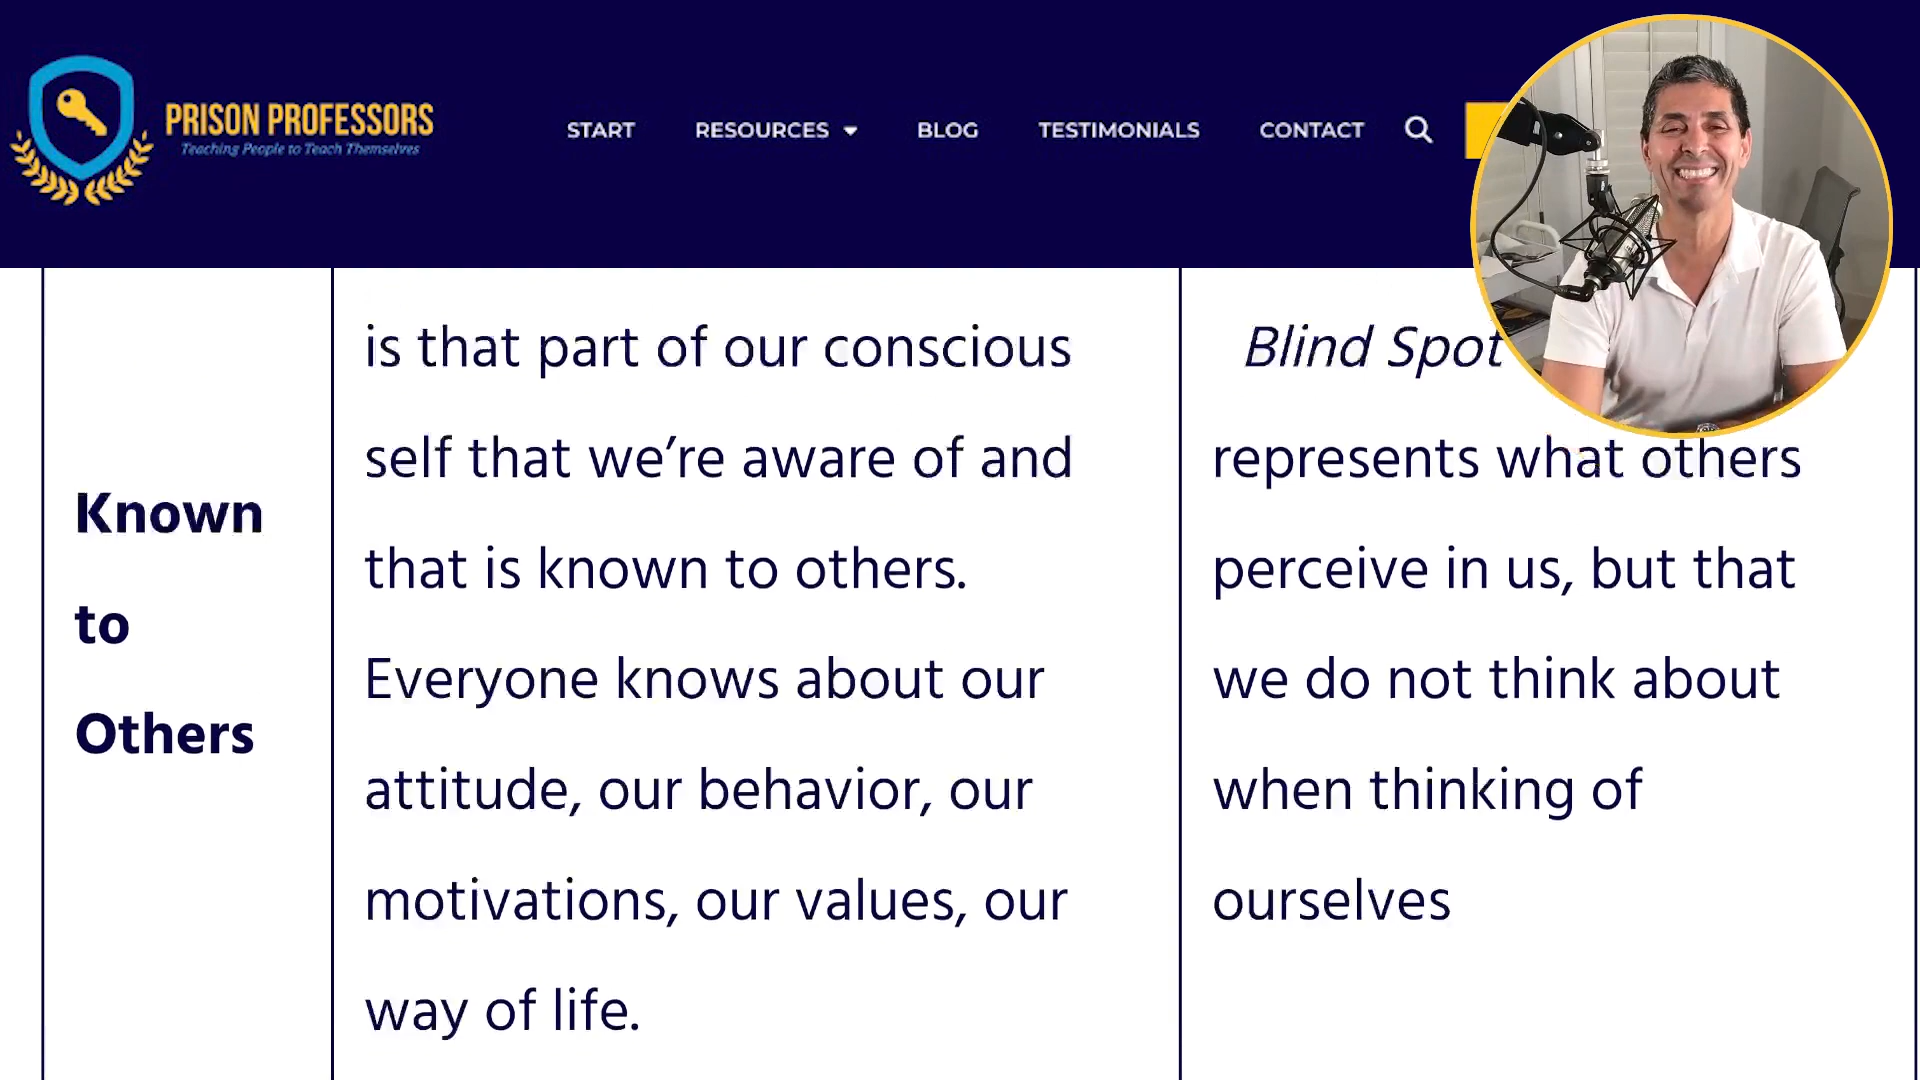 PRISON PROFESSORS
Teaching People to Teach Themselves
START
RESOURCES
BLOG
TESTIMONIALS
CONTACT
Known
to
Others
is that part of our conscious
self that we’re aware of and
that is known to others.
Everyone knows about our
attitude, our behavior, our
motivations, our values, our
way of life.
Blind Spot
represents what others
perceive in us, but that
we do not think about
when thinking of
ourselves